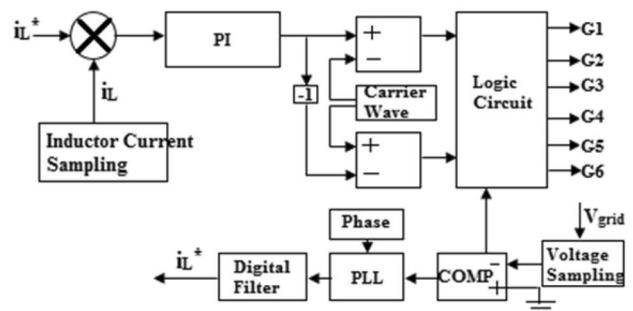 iL*
iL
PI
-1
+
−
Carrier
Wave
+
−
Logic
Circuit
G1
G2
G3
G4
G5
G6
Inductor Current
Sampling
Phase
Vgrid
iL*
Digital
Filter
PLL
COMP
−
+
Voltage
Sampling